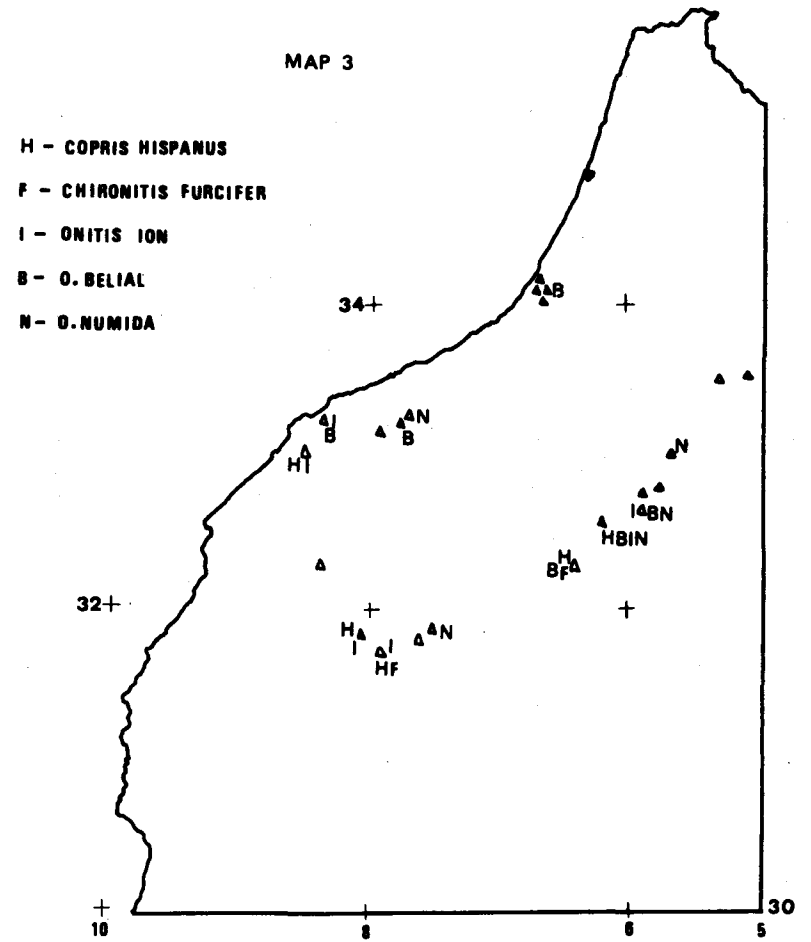 MAP 3
H - COPRIS HISPANUS
F - CHIRONITIS FURCIFER
I - ONITIS ION
B - O. BELIAL
N - O. NUMIDA
B
34
N
I
B
B
H I
N
I BN
HBIN
H
BF
32
H
I
I
HF
N
30
10
8
6
5